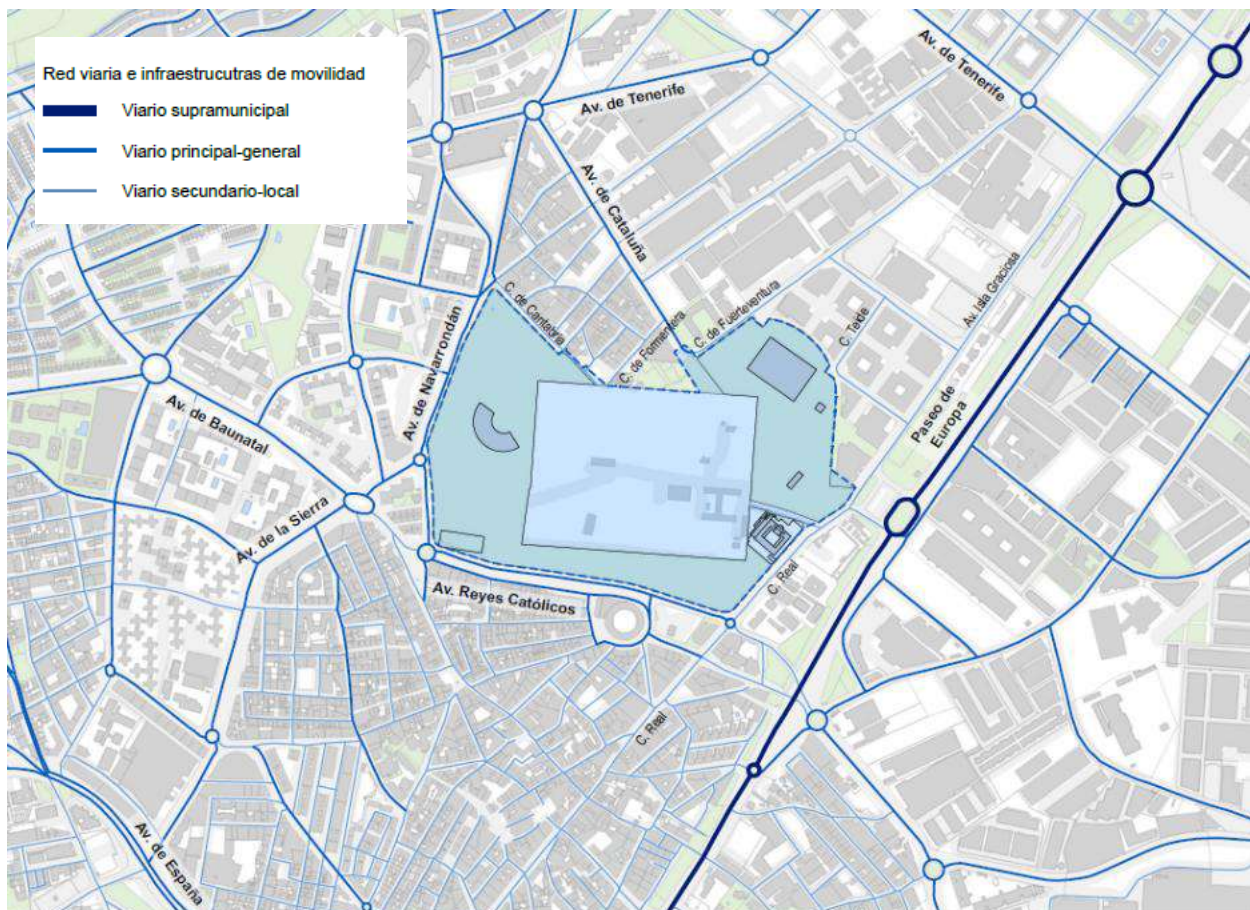 Red viaria e infraestrucutras de movilidad
Viario supramunicipal
Viario principal-general
Viario secundario-local
Av. de Tenerife
Av. de Tenerife
Av. de Cataluña
Av. Isla Graciosa
C. de Cantabria
C. de Formentera
C. de Fuerteventura
C. Telde
Av. de Navarrondán
Paseo de
Europa
Av. de Baunatal
Av. de la Sierra
C. Real
Av. Reyes Católicos
C. Real
Av. de España